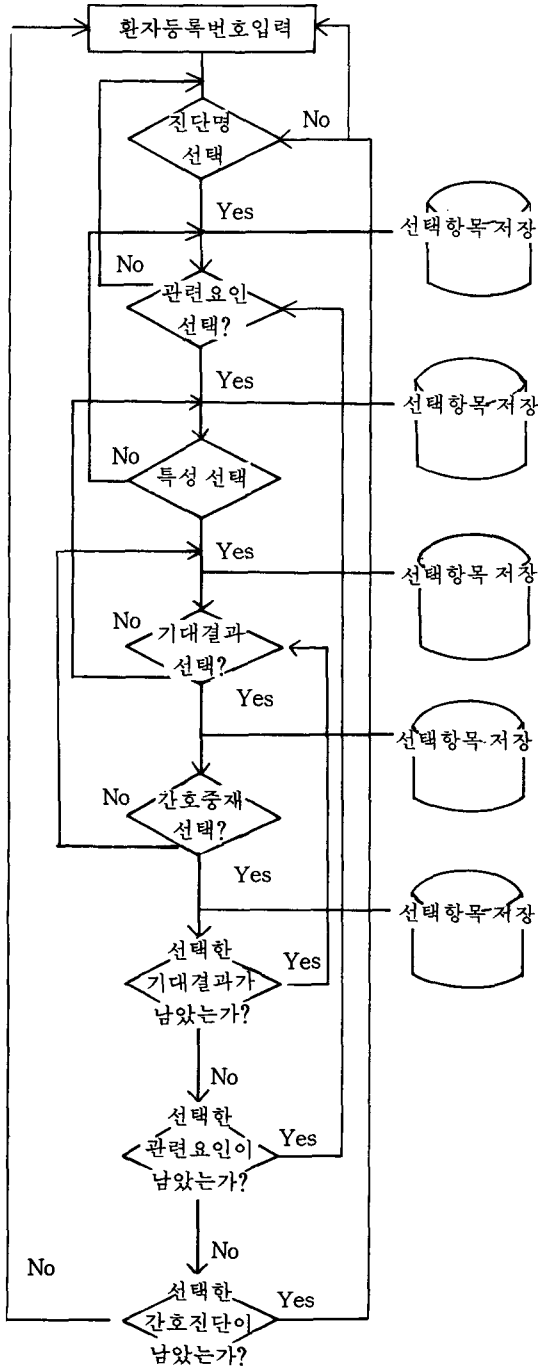 환자등록번호입력
진단명
선택
No
Yes
선택항목 저장
No
관련요인
선택?
Yes
선택항목 저장
No
특성 선택
Yes
선택항목 저장
No
기대결과
선택?
Yes
선택항목 저장
No
간호중재
선택?
Yes
선택항목 저장
선택한
기대결과가
남았는가?
Yes
No
선택한
관련요인이
남았는가?
Yes
No
No
선택한
간호진단이
남았는가?
Yes